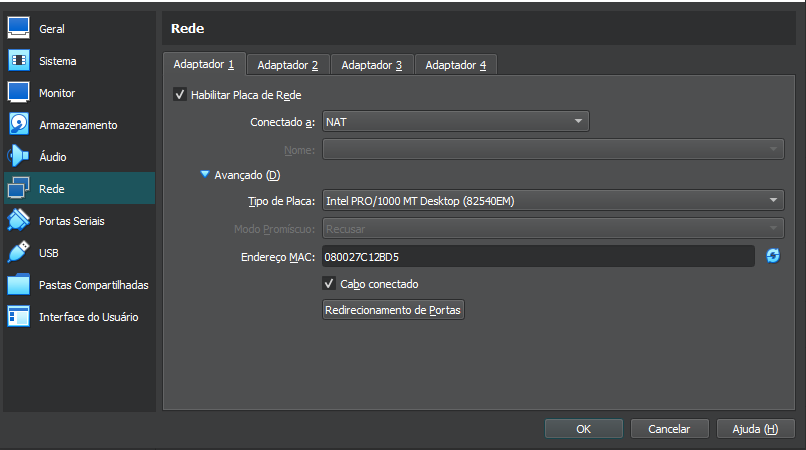 Geral
Sistema
Monitor
Armazenamento
Áudio
Rede
Portas Seriais
USB
Pastas Compartilhadas
Interface do Usuário
Rede
Adaptador 1 Adaptador 2 Adaptador 3 Adaptador 4
Habilitar Placa de Rede
Conectado a: NAT
Nome:
Avançado (D)
Tipo de Placa: Intel PRO/1000 MT Desktop (82540EM)
Modo Promíscuo: Recusar
Endereço MAC: 080027C12BD5
Cabo conectado
Redirecionamento de Portas
OK Cancelar Ajuda (H)